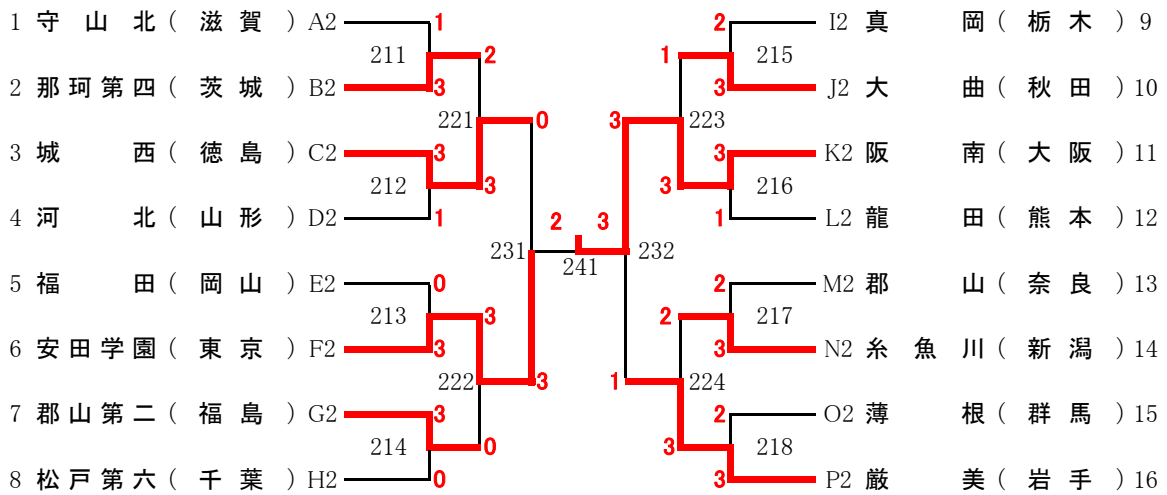 1 守山北（滋賀）A2 1 2 I2 真岡（栃木）9
211 2 1 215
2 那珂第四（茨城）B2 3 3 J2 大曲（秋田）10
221 0 3 223
3 城西（徳島）C2 3 3 K2 阪南（大阪）11
212 3 3 216
4 河北（山形）D2 1 1 L2 龍田（熊本）12
2 3
231 241 232
5 福田（岡山）E2 0 2 M2 郡山（奈良）13
213 3 2 217
6 安田学園（東京）F2 3 3 N2 糸魚川（新潟）14
222 3 1 224
7 郡山第二（福島）G2 3 2 O2 薄根（群馬）15
214 0 3 218
8 松戸第六（千葉）H2 0 3 P2 厳美（岩手）16